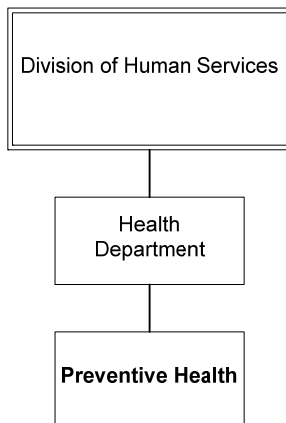 Division of Human Services
Health
Department
Preventive Health